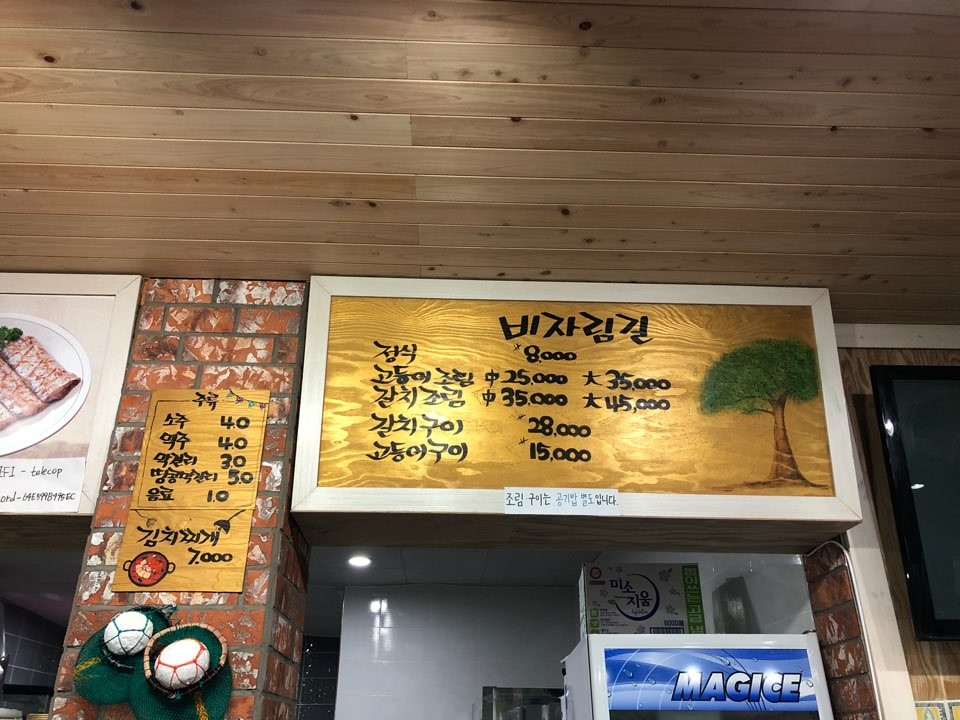 비자림길
정식 8,000
고등어 조림 中 25,000 大 35,000
갈치 조림 中 35,000 大 45,000
갈치구이 28,000
고등어구이 15,000
조림 구이는 공기밥 별도입니다.
주류
소주 4.0
맥주 4.0
막걸리 3.0
땅콩막걸리 5.0
음료 1.0
김치찌개
7.000
- telecop
미소
지움
MAGICE